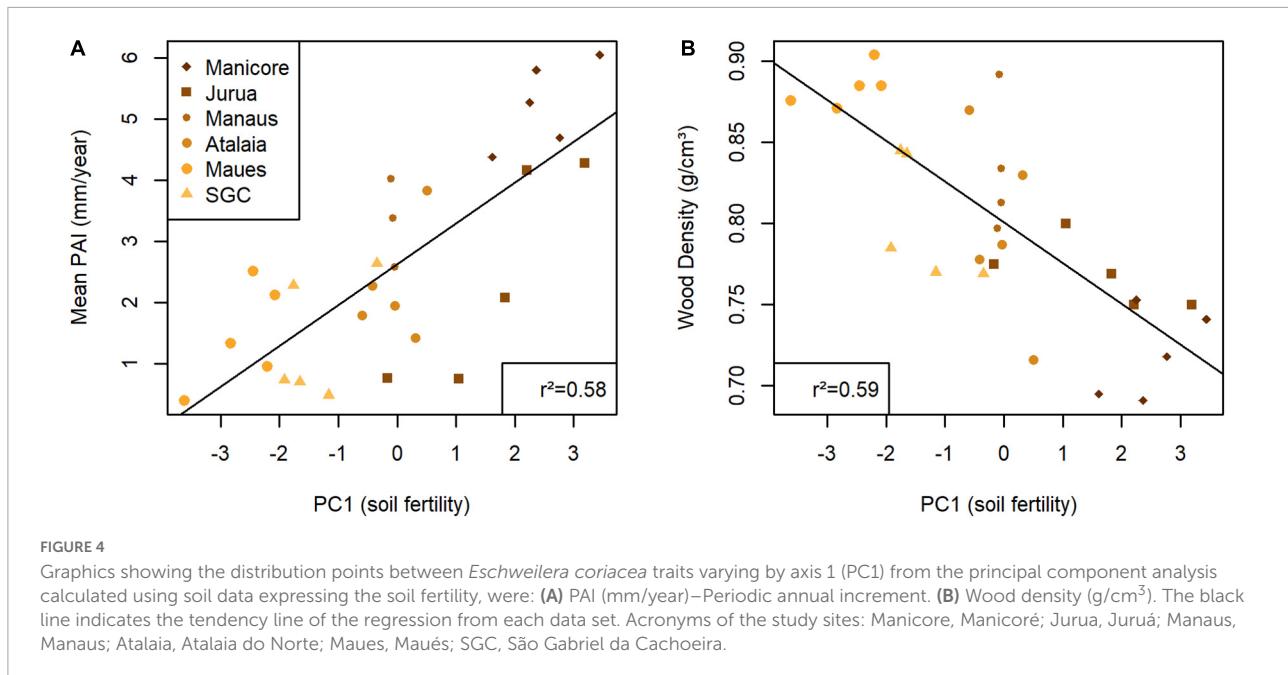 A
Manicore
Jurua
Manaus
Atalaia
Maues
SGC
Mean PAI (mm/year)
6
5
4
3
2
1
r²=0.58
-3 -2 -1 0 1 2 3
PC1 (soil fertility)
B
Wood Density (g/cm³)
0.90
0.85
0.80
0.75
0.70
r²=0.59
-3 -2 -1 0 1 2 3
PC1 (soil fertility)
FIGURE 4
Graphics showing the distribution points between Eschweilera coriacea traits varying by axis 1 (PC1) from the principal component analysis
calculated using soil data expressing the soil fertility, were: (A) PAI (mm/year)–Periodic annual increment. (B) Wood density (g/cm³). The black
line indicates the tendency line of the regression from each data set. Acronyms of the study sites: Manicore, Manicoré; Jurua, Juruá; Manaus,
Manaus; Atalaia, Atalaia do Norte; Maues, Maués; SGC, São Gabriel da Cachoeira.